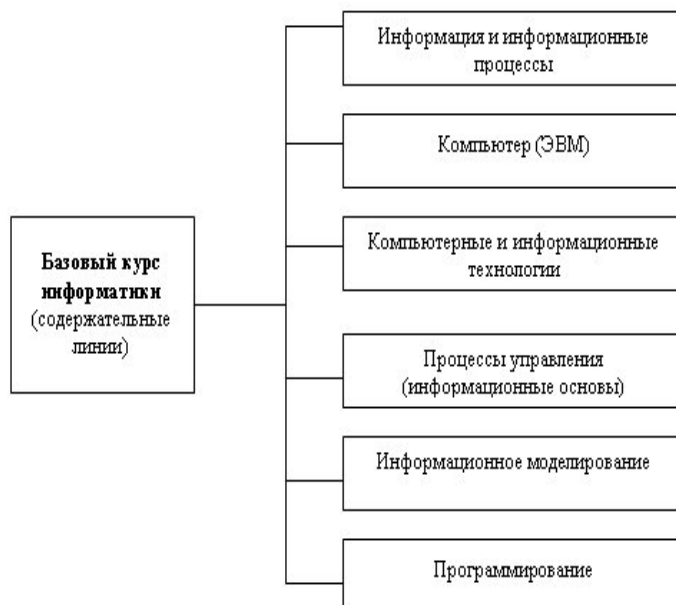 Информация и информационные
процессы
Компьютер (ЭВМ)
Компьютерные и информационные
технологии
Базовый курс
информатики
(содержательные
линии)
Процессы управления
(информационные основы)
Информационное моделирование
Программирование